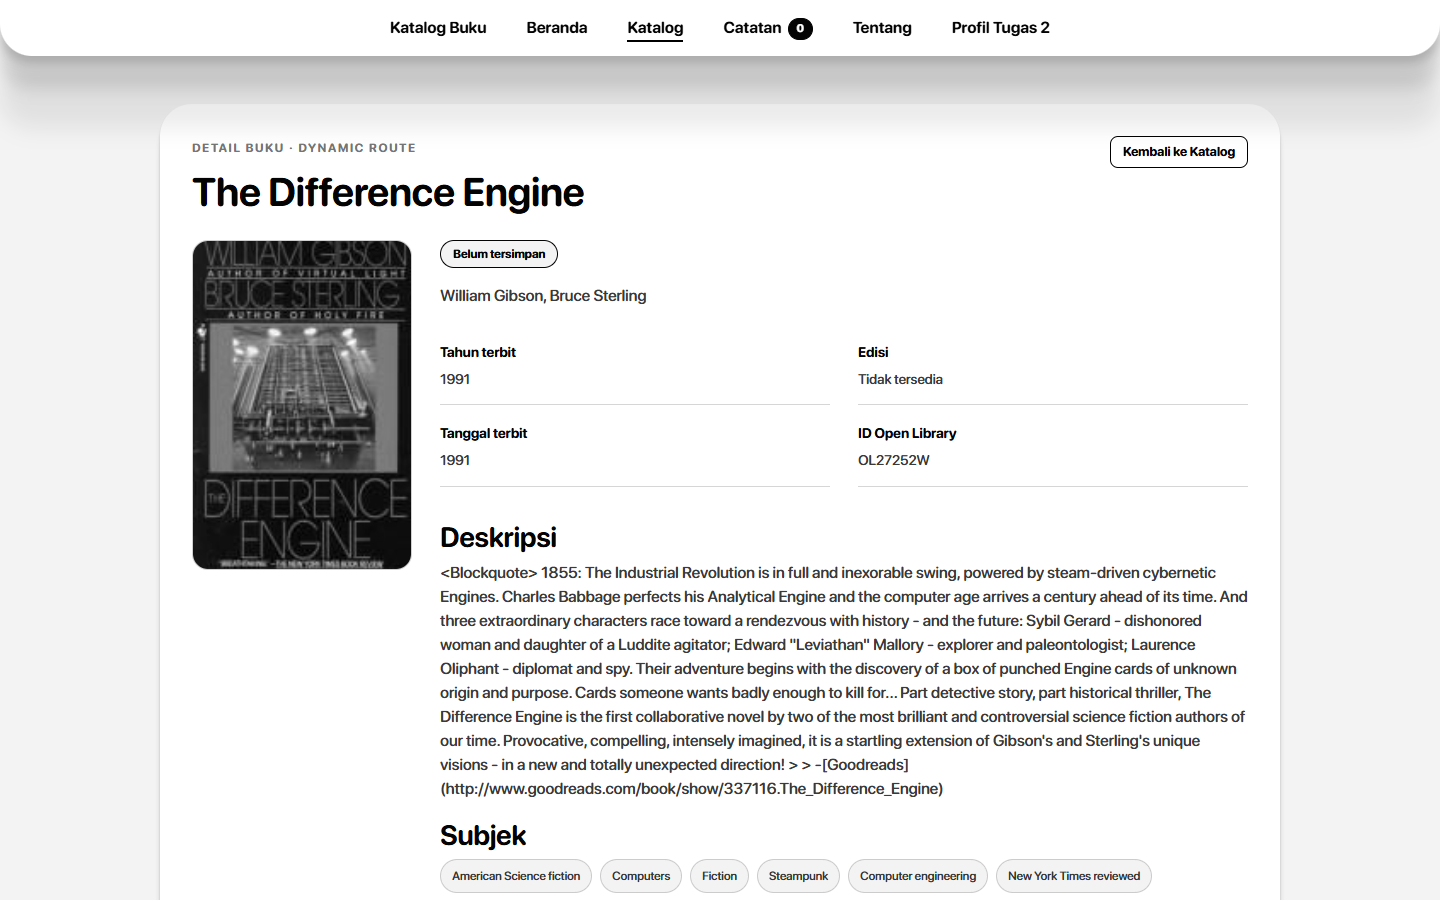 Katalog Buku Beranda Katalog Catatan 0 Tentang Profil Tugas 2
DETAIL BUKU · DYNAMIC ROUTE
Kembali ke Katalog
The Difference Engine
WILLIAM GIBSON
AUTHOR OF VIRTUAL LIGHT
BRUCE STERLING
AUTHOR OF HOLY FIRE
THE
DIFFERENCE
ENGINE
Belum tersimpan
William Gibson, Bruce Sterling
Tahun terbit
1991
Edisi
Tidak tersedia
Tanggal terbit
1991
ID Open Library
OL27252W
Deskripsi
<Blockquote> 1855: The Industrial Revolution is in full and inexorable swing, powered by steam-driven cybernetic
Engines. Charles Babbage perfects his Analytical Engine and the computer age arrives a century ahead of its time. And
three extraordinary characters race toward a rendezvous with history - and the future: Sybil Gerard - dishonored
woman and daughter of a Luddite agitator; Edward "Leviathan" Mallory - explorer and paleontologist; Laurence
Oliphant - diplomat and spy. Their adventure begins with the discovery of a box of punched Engine cards of unknown
origin and purpose. Cards someone wants badly enough to kill for... Part detective story, part historical thriller, The
Difference Engine is the first collaborative novel by two of the most brilliant and controversial science fiction authors of
our time. Provocative, compelling, intensely imagined, it is a startling extension of Gibson's and Sterling's unique
visions - in a new and totally unexpected direction! > > -[Goodreads]
(http://www.goodreads.com/book/show/337116.The_Difference_Engine)
Subjek
American Science fiction Computers Fiction Steampunk Computer engineering New York Times reviewed